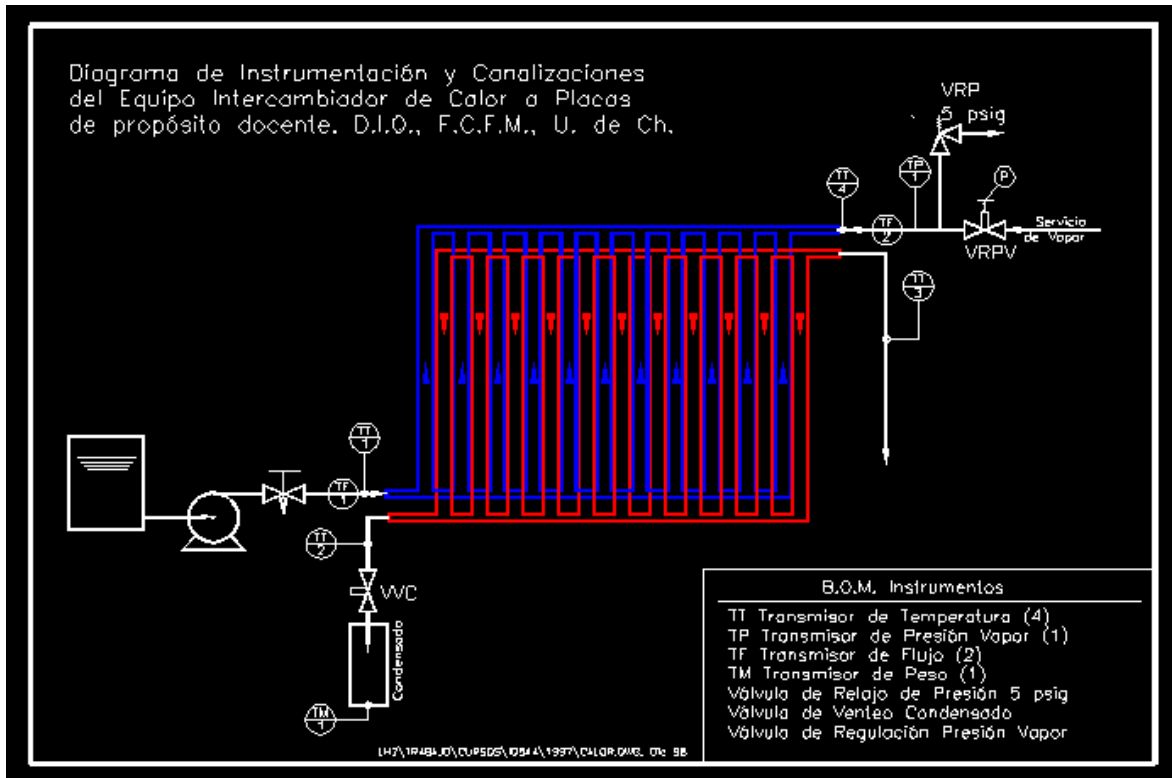 Diagrama de Instrumentación y Canalizaciones
del Equipo Intercambiador de Calor a Placas
de propósito docente. D.I.Q., F.C.F.M., U. de Ch.
VRP
5 psig
TP
1
P
TT
4
TF
2
Servicio
de Vapor
VRPV
TT
3
TT
1
TF
1
TT
2
VVC
Condensado
TM
1
B.O.M. Instrumentos
TT Transmisor de Temperatura (4)
TP Transmisor de Presión Vapor (1)
TF Transmisor de Flujo (2)
TM Transmisor de Peso (1)
Válvula de Relajo de Presión 5 psig
Válvula de Venteo Condensado
Válvula de Regulación Presión Vapor